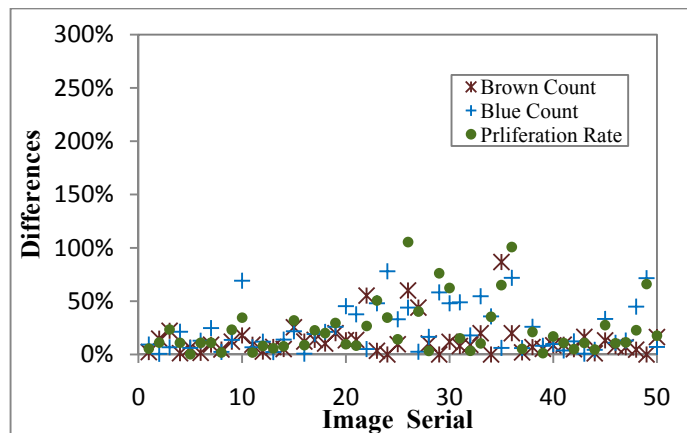 300%
250%
200%
150%
100%
50%
0%
Differences
Brown Count
Blue Count
Prliferation Rate
0 10 20 30 40 50
Image Serial